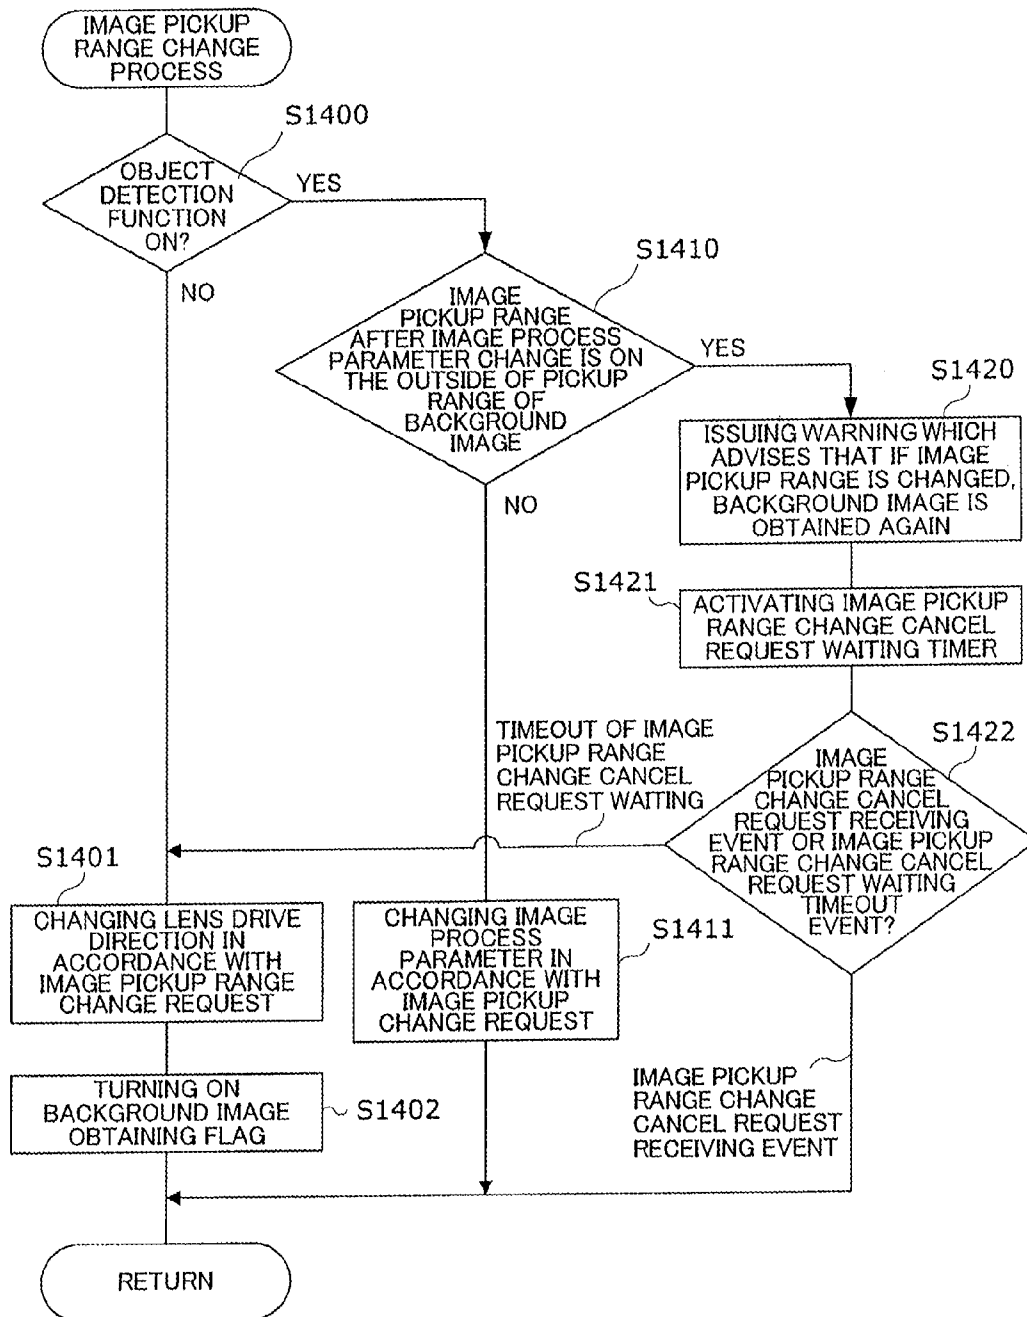 IMAGE PICKUP
RANGE CHANGE
PROCESS
S1400
OBJECT
DETECTION
FUNCTION
ON?
YES
NO
S1410
IMAGE
PICKUP RANGE
AFTER IMAGE PROCESS
PARAMETER CHANGE IS ON
THE OUTSIDE OF PICKUP
RANGE OF
BACKGROUND
IMAGE
YES
NO
S1420
ISSUING WARNING WHICH
ADVISES THAT IF IMAGE
PICKUP RANGE IS CHANGED,
BACKGROUND IMAGE IS
OBTAINED AGAIN
S1421
ACTIVATING IMAGE PICKUP
RANGE CHANGE CANCEL
REQUEST WAITING TIMER
TIMEOUT OF IMAGE
PICKUP RANGE
CHANGE CANCEL
REQUEST WAITING
S1422
IMAGE
PICKUP RANGE
CHANGE CANCEL
REQUEST RECEIVING
EVENT OR IMAGE PICKUP
RANGE CHANGE CANCEL
REQUEST WAITING
TIMEOUT
EVENT?
S1401
CHANGING LENS DRIVE
DIRECTION IN
ACCORDANCE WITH
IMAGE PICKUP RANGE
CHANGE REQUEST
CHANGING IMAGE
PROCESS
PARAMETER IN
ACCORDANCE WITH
IMAGE PICKUP
CHANGE REQUEST
S1411
TURNING ON
BACKGROUND IMAGE
OBTAINING FLAG
S1402
IMAGE PICKUP
RANGE CHANGE
CANCEL REQUEST
RECEIVING EVENT
RETURN